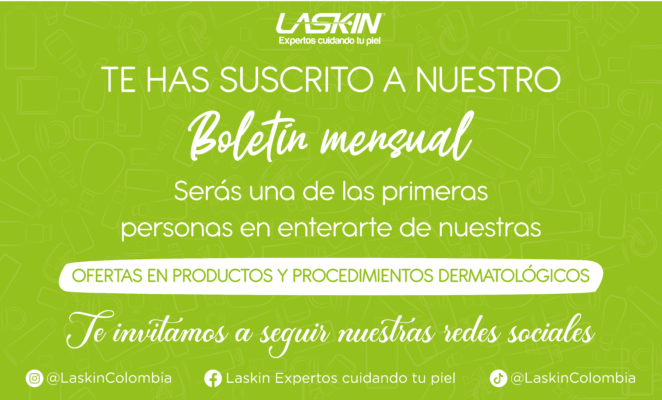 LASKIN®
Expertos cuidando tu piel
TE HAS SUSCRITO A NUESTRO
Boletín mensual
Serás una de las primeras
personas en enterarte de nuestras
OFERTAS EN PRODUCTOS Y PROCEDIMIENTOS DERMATOLÓGICOS
Te invitamos a seguir nuestras redes sociales
@LaskinColombia Laskin Expertos cuidando tu piel @LaskinColombia